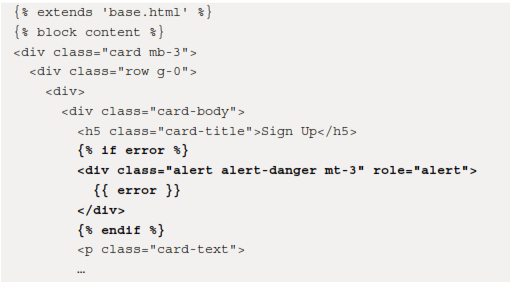 {% extends 'base.html' %}
{% block content %}
<div class="card mb-3">
  <div class="row g-0">
    <div>
      <div class="card-body">
        <h5 class="card-title">Sign Up</h5>
        {% if error %}
        <div class="alert alert-danger mt-3" role="alert">
          {{ error }}
        </div>
        {% endif %}
        <p class="card-text">
        …